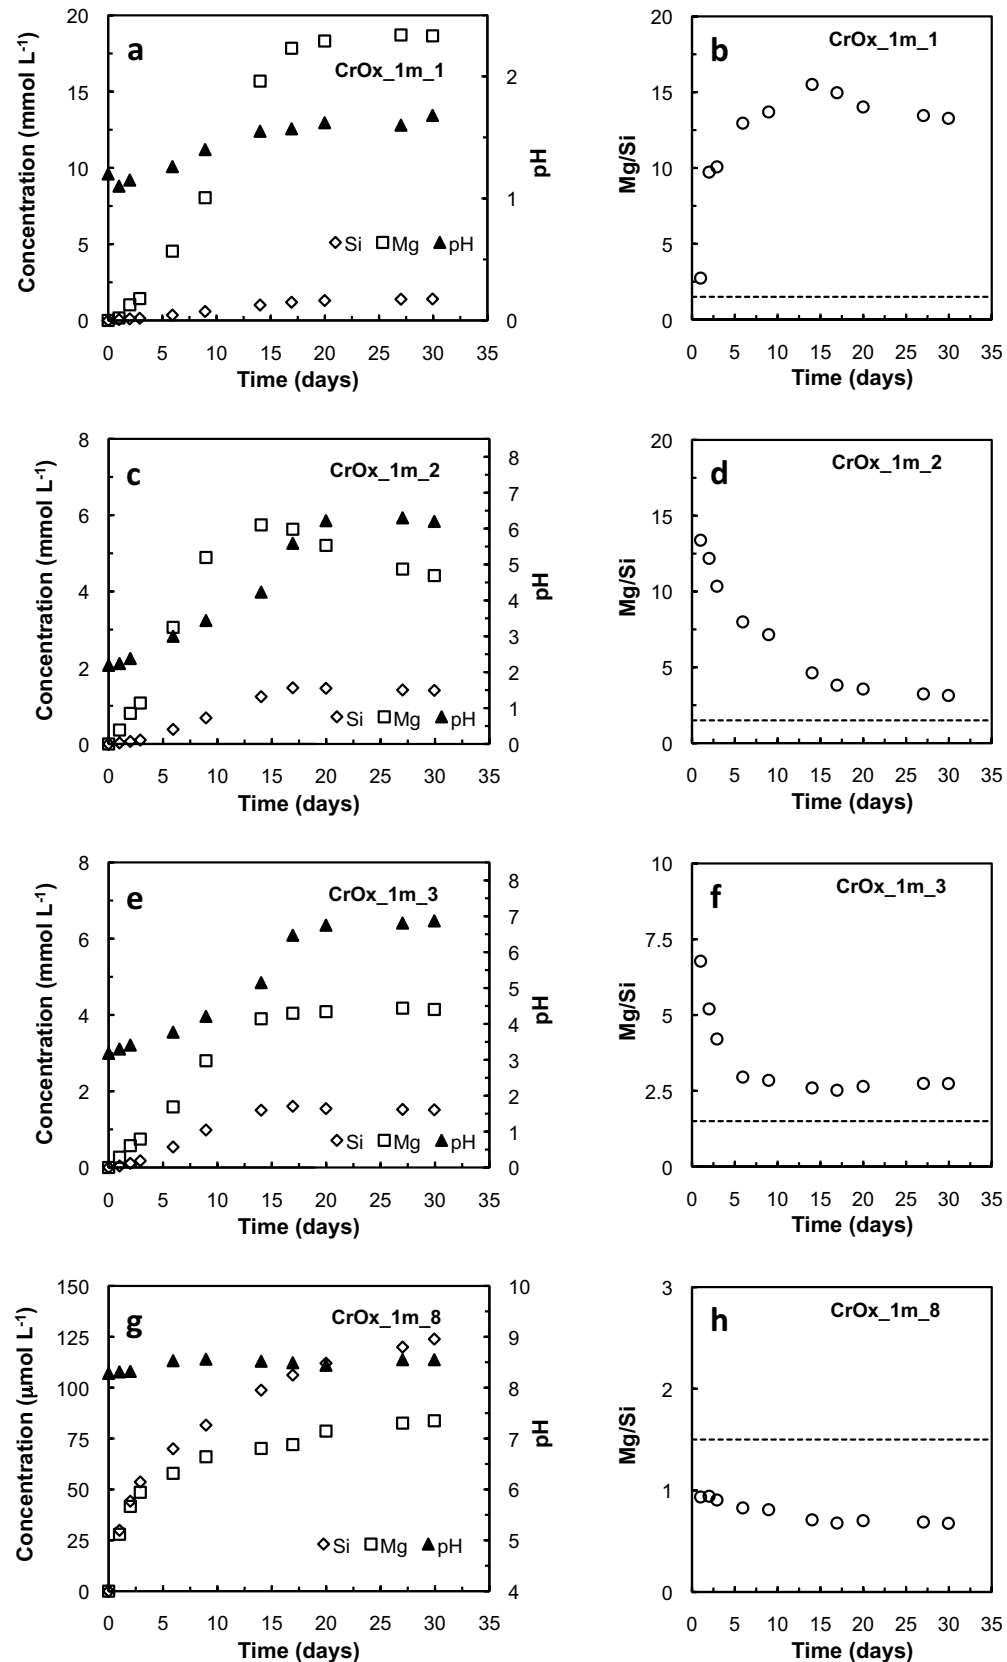 a
CrOx_1m_1
Concentration (mmol L-1)
20
15
10
5
0
2
1
0
pH
◇Si □Mg ▲pH
0 5 10 15 20 25 30 35
Time (days)
b
CrOx_1m_1
Mg/Si
20
15
10
5
0
0 5 10 15 20 25 30 35
Time (days)
c
CrOx_1m_2
Concentration (mmol L-1)
8
6
4
2
0
8
7
6
5
4
3
2
1
0
pH
◇Si □Mg ▲pH
0 5 10 15 20 25 30 35
Time (days)
d
CrOx_1m_2
Mg/Si
20
15
10
5
0
0 5 10 15 20 25 30 35
Time (days)
e
CrOx_1m_3
Concentration (mmol L-1)
8
6
4
2
0
8
7
6
5
4
3
2
1
0
pH
◇Si □Mg ▲pH
0 5 10 15 20 25 30 35
Time (days)
f
CrOx_1m_3
Mg/Si
10
7.5
5
2.5
0
0 5 10 15 20 25 30 35
Time (days)
g
CrOx_1m_8
Concentration (µmol L-1)
150
125
100
75
50
25
0
10
9
8
7
6
5
4
pH
◇Si □Mg ▲pH
0 5 10 15 20 25 30 35
Time (days)
h
CrOx_1m_8
Mg/Si
3
2
1
0
0 5 10 15 20 25 30 35
Time (days)